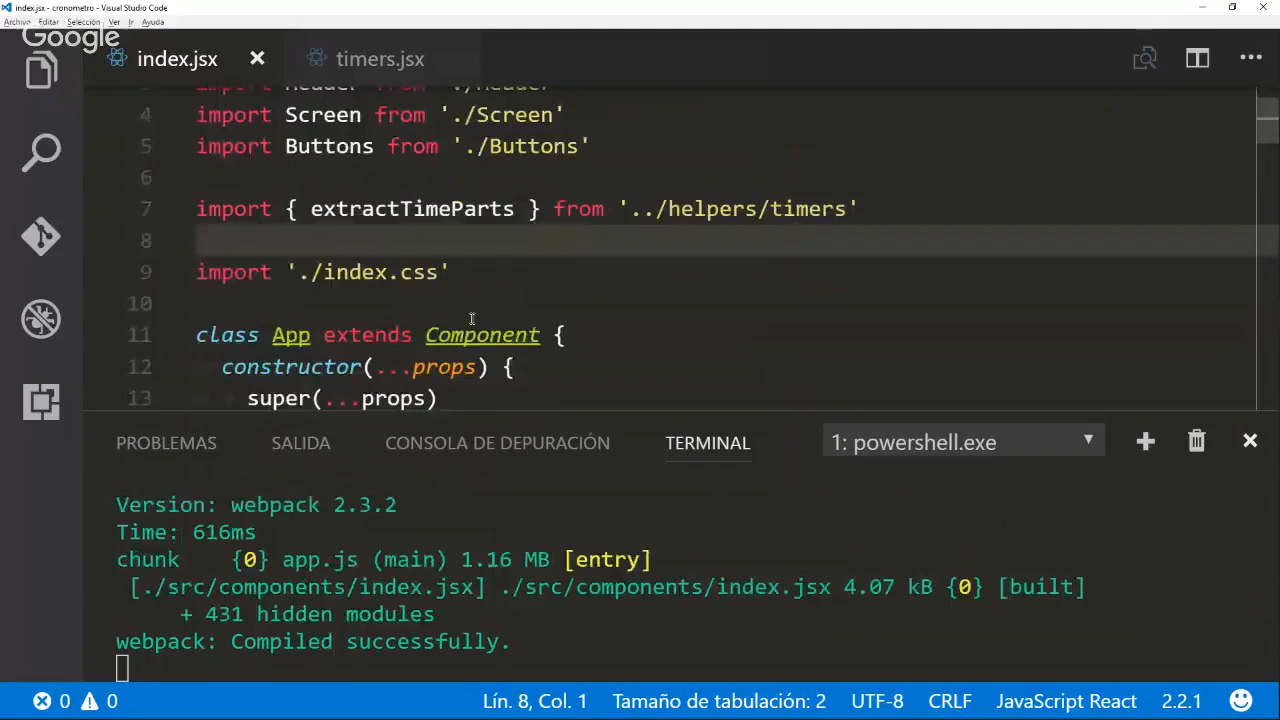 index.jsx - cronometro - Visual Studio Code
Archivo Editar Selección Ver Ir Ayuda
Google
index.jsx timers.jsx
3 import Header from './Header'
4 import Screen from './Screen'
5 import Buttons from './Buttons'
6
7 import { extractTimeParts } from '../helpers/timers'
8
9 import './index.css'
10
11 class App extends Component {
12 constructor(...props) {
13 super(...props)
PROBLEMAS SALIDA CONSOLA DE DEPURACIÓN TERMINAL 1: powershell.exe
Version: webpack 2.3.2
Time: 616ms
chunk {0} app.js (main) 1.16 MB [entry]
[./src/components/index.jsx] ./src/components/index.jsx 4.07 kB {0} [built]
+ 431 hidden modules
webpack: Compiled successfully.
0 0 Lín. 8, Col. 1 Tamaño de tabulación: 2 UTF-8 CRLF JavaScript React 2.2.1